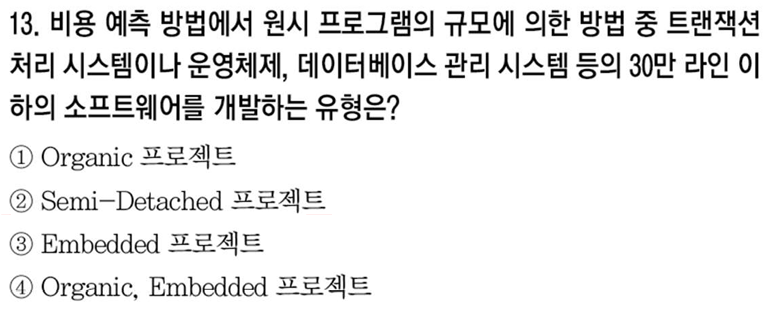 13. 비용 예측 방법에서 원시 프로그램의 규모에 의한 방법 중 트랜잭션
처리 시스템이나 운영체제, 데이터베이스 관리 시스템 등의 30만 라인 이
하의 소프트웨어를 개발하는 유형은?
① Organic 프로젝트
② Semi-Detached 프로젝트
③ Embedded 프로젝트
④ Organic, Embedded 프로젝트